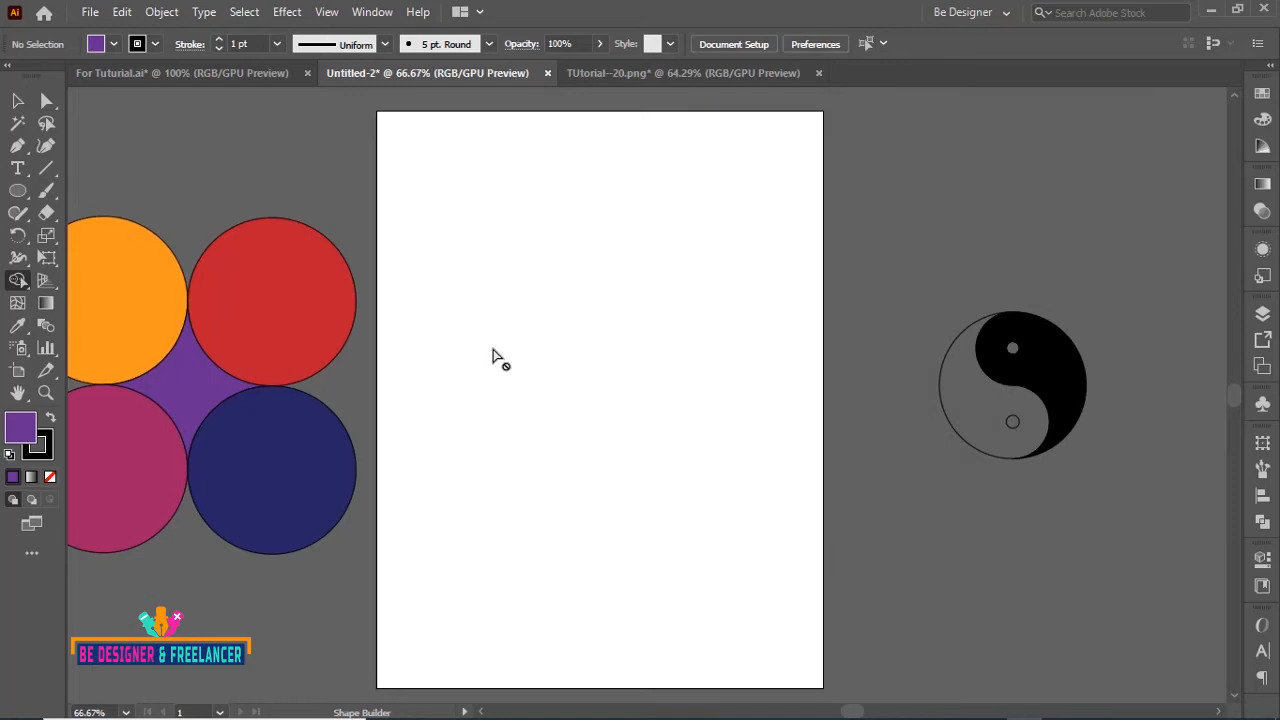 Ai File Edit Object Type Select Effect View Window Help Be Designer Search Adobe Stock
No Selection Stroke: 1 pt Uniform 5 pt. Round Opacity: 100% Style: Document Setup Preferences
For Tuturial.ai* @ 100% (RGB/GPU Preview) Untitled-2* @ 66.67% (RGB/GPU Preview) TUtorial--20.png* @ 64.29% (RGB/GPU Preview)
BE DESIGNER & FREELANCER
66.67% 1 Shape Builder